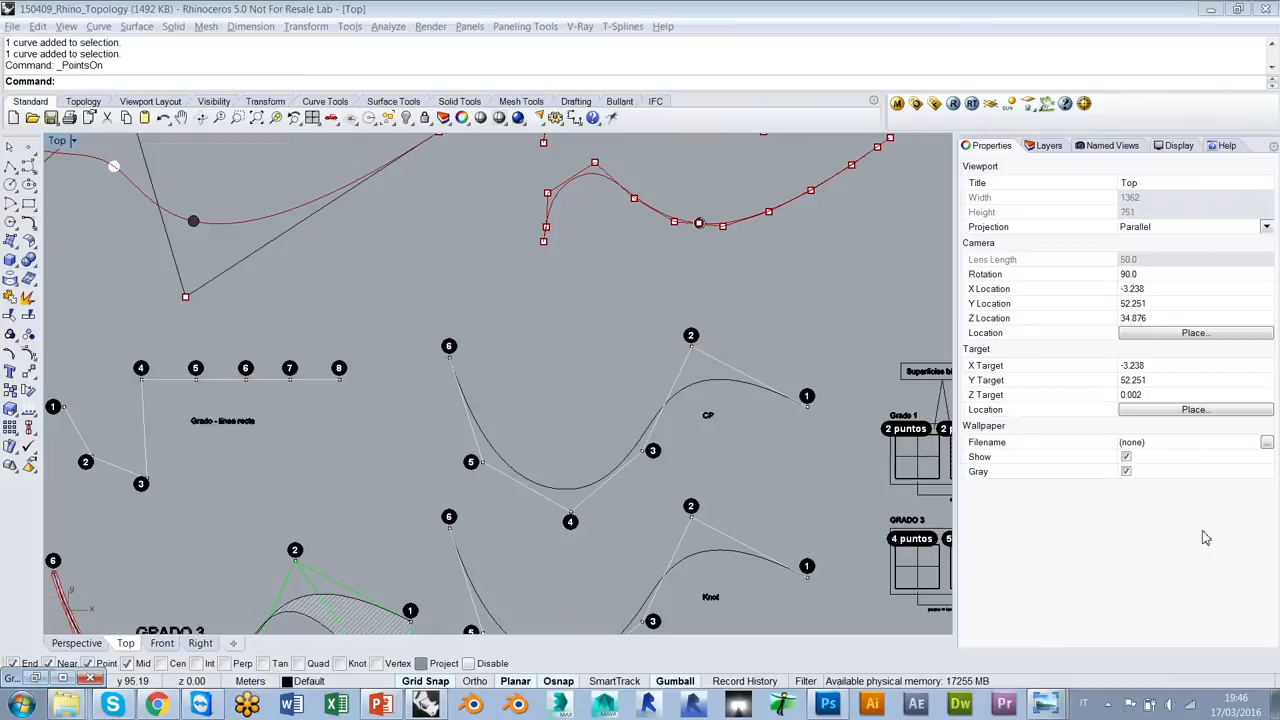 150409_Rhino_Topology (1492 KB) - Rhinoceros 5.0 Not For Resale Lab - [Top]
File Edit View Curve Surface Solid Mesh Dimension Transform Tools Analyze Render Panels Paneling Tools V-Ray T-Splines Help
1 curve added to selection.
1 curve added to selection.
Command: _PointsOn
Command:
Standard Topology Viewport Layout Visibility Transform Curve Tools Surface Tools Solid Tools Mesh Tools Drafting Bullant IFC
Top
Properties Layers Named Views Display Help
Viewport
Title Top
Width 1362
Height 751
Projection Parallel
Camera
Lens Length 50.0
Rotation 90.0
X Location -3.238
Y Location 52.251
Z Location 34.876
Location Place...
Target
X Target -3.238
Y Target 52.251
Z Target 0.002
Location Place...
Wallpaper
Filename (none) ...
Show
Gray
4 5 6 7 8
1
2
3
Grado - linea recta
6
2
1
CP
5
3
4
6
2
1
Knot
5
3
Superficies
Grado 1
2 puntos 2
GRADO 3
4 puntos 5
6
2
1
GRADO 3
y
x
Perspective Top Front Right
End Near Point Mid Cen Int Perp Tan Quad Knot Vertex Project Disable
Gr... y 95.19 z 0.00 Meters Default Grid Snap Ortho Planar Osnap SmartTrack Gumball Record History Filter Available physical memory: 17255 MB
IT
19:46
17/03/2016